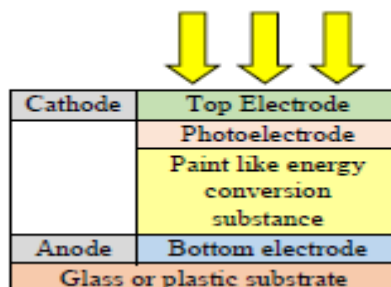 Cathode Top Electrode
Photoelectrode
Paint like energy
conversion
substance
Anode Bottom electrode
Glass or plastic substrate